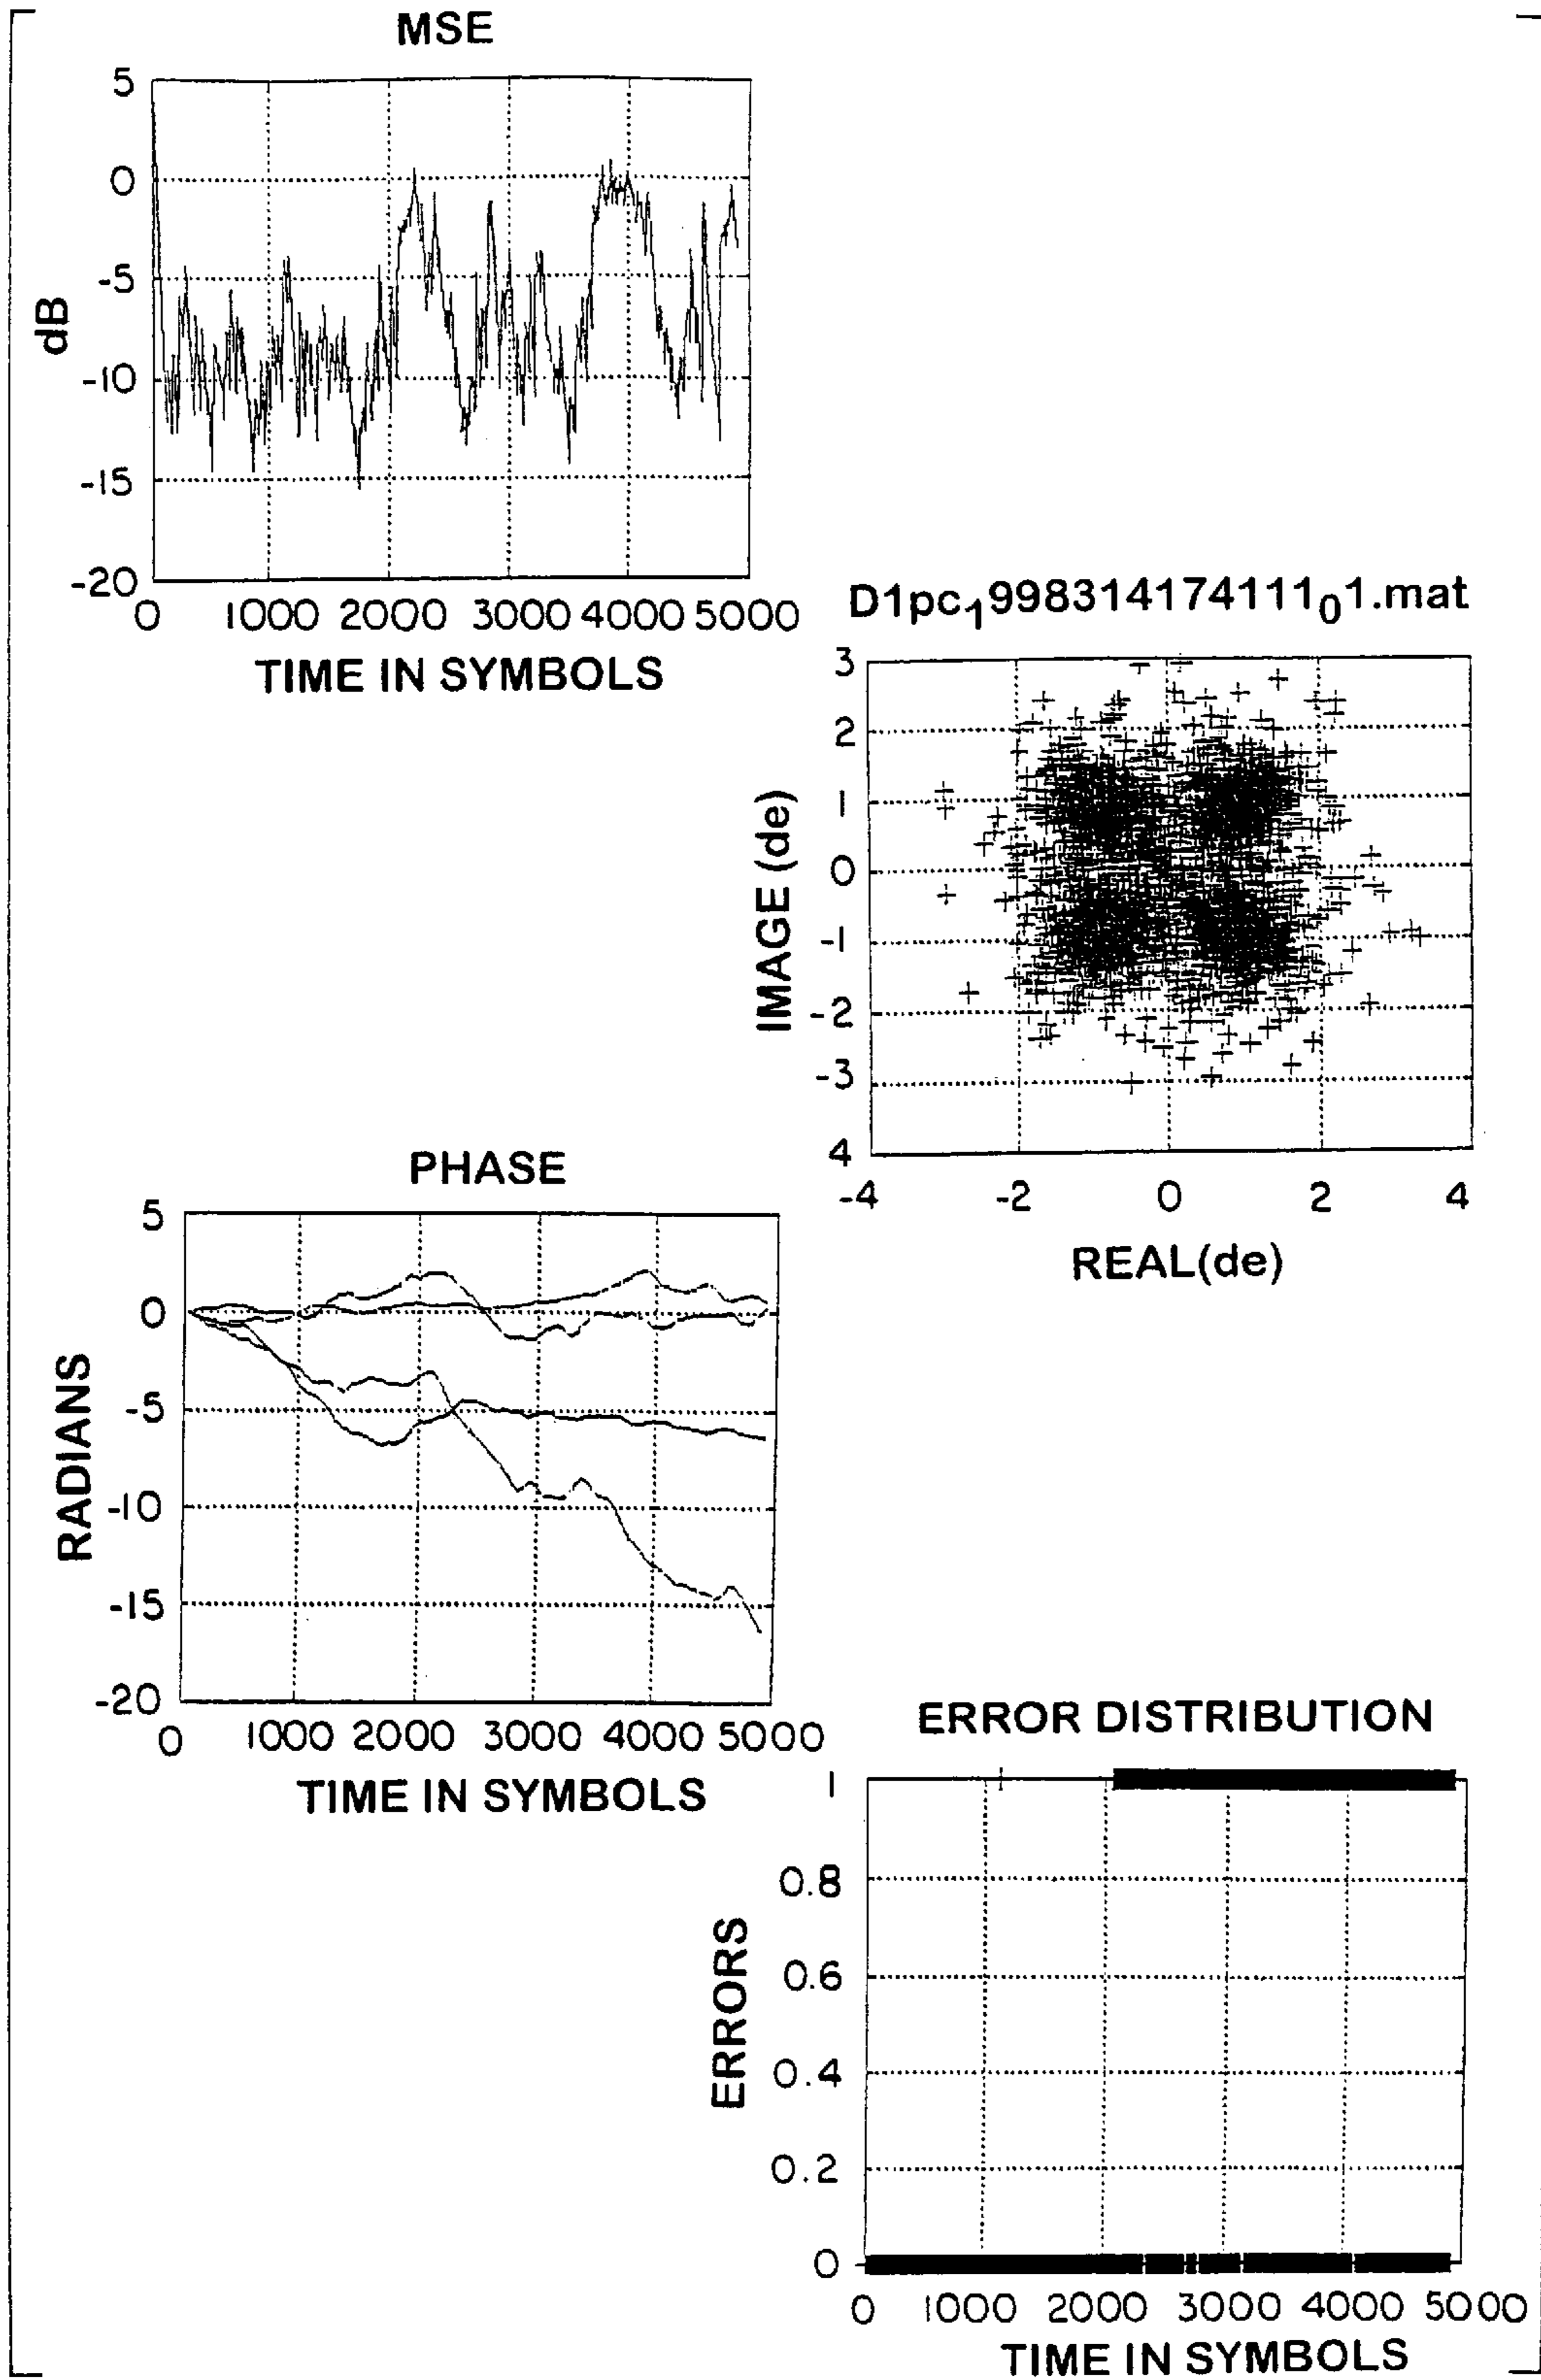 MSE
5
0
-5
-10
-15
-20
dB
0 1000 2000 3000 4000 5000
TIME IN SYMBOLS
D1pc199831417411101.mat
3
2
1
0
-1
-2
-3
4
IMAGE (de)
-4 -2 0 2 4
REAL(de)
PHASE
5
0
-5
-10
-15
-20
RADIANS
0 1000 2000 3000 4000 5000
TIME IN SYMBOLS
ERROR DISTRIBUTION
1
0.8
0.6
0.4
0.2
0
ERRORS
0 1000 2000 3000 4000 5000
TIME IN SYMBOLS